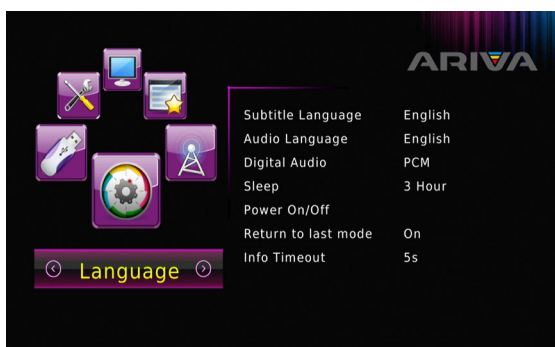 ARIVA
Subtitle Language English
Audio Language English
Digital Audio PCM
Sleep 3 Hour
Power On/Off
Return to last mode On
Info Timeout 5s
Language